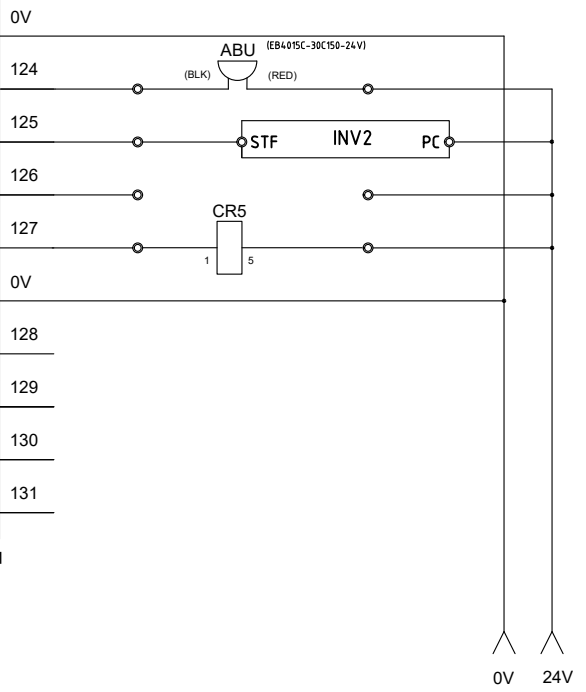 0V
124
ABU (EB4015C-30C150-24V)
(BLK) (RED)
125
STF INV2 PC
126
127
CR5
1 5
0V
128
129
130
131
0V 24V